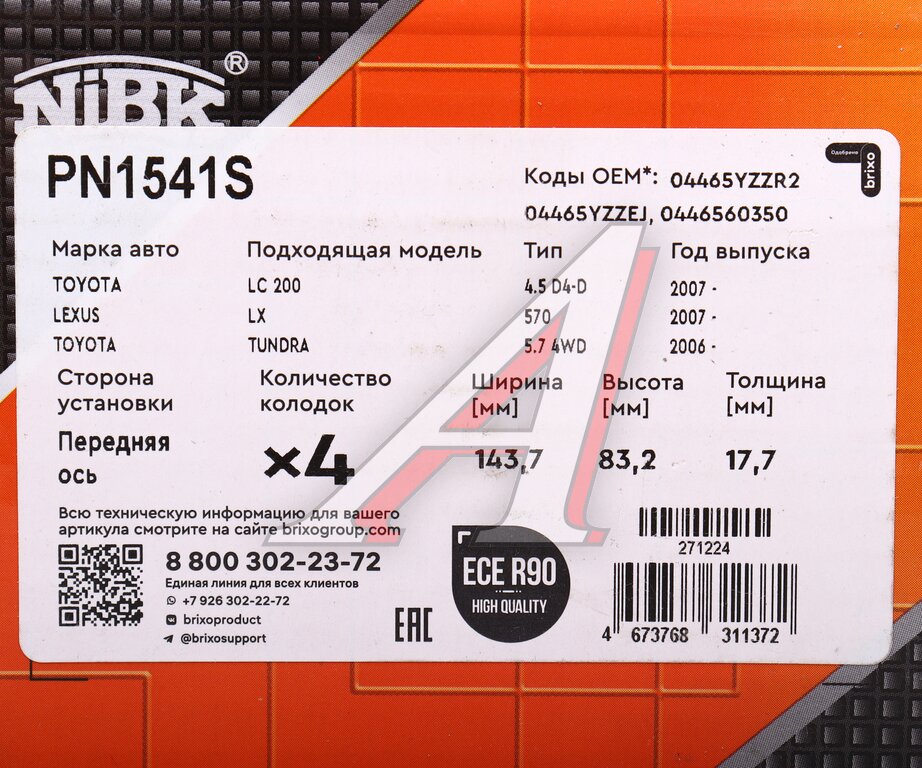 NiBK®
PN1541S
Коды OEM*: 04465YZZR2
04465YZZEJ, 0446560350
Одобрено brixo
Марка авто Подходящая модель Тип Год выпуска
TOYOTA LC 200 4.5 D4-D 2007 -
LEXUS LX 570 2007 -
TOYOTA TUNDRA 5.7 4WD 2006 -
Сторона установки Количество колодок Ширина [мм] Высота [мм] Толщина [мм]
Передняя ось ×4 143,7 83,2 17,7
Всю техническую информацию для вашего
артикула смотрите на сайте brixogroup.com
8 800 302-23-72
Единая линия для всех клиентов
+7 926 302-22-72
brixoproduct
@brixosupport
EAC
ECE R90
HIGH QUALITY
271224
4 673768 311372